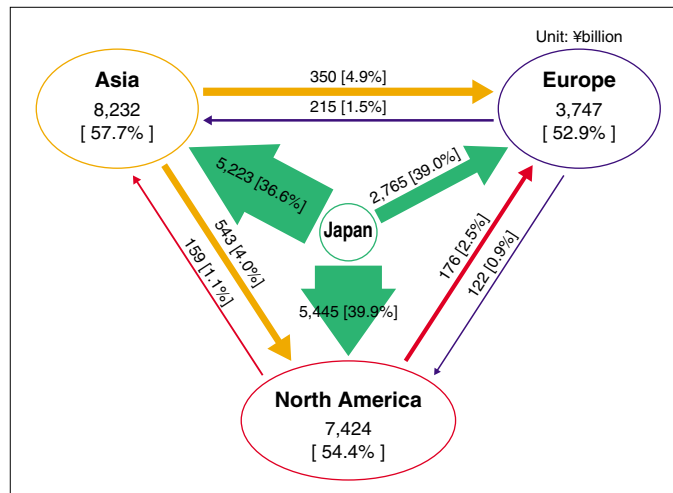 Unit: ¥billion
Asia
8,232
[ 57.7% ]
350 [4.9%]
215 [1.5%]
Europe
3,747
[ 52.9% ]
5,223 [36.6%]
2,765 [39.0%]
Japan
543 [4.0%]
159 [1.1%]
5,445 [39.9%]
176 [2.5%]
122 [0.9%]
North America
7,424
[ 54.4% ]